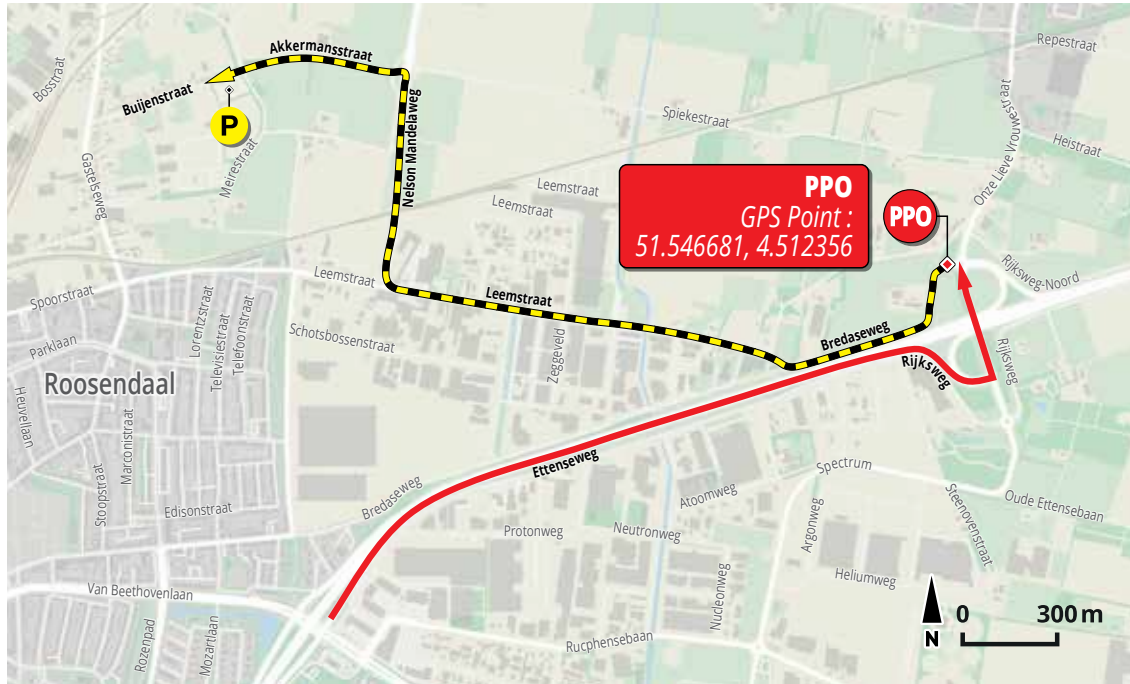 Akkermansstraat
Repestraat
Bosstraat
Buijenstraat
P
Spiekestraat
Onze Lieve Vrouwestraat
Heistraat
Gastelseweg
Meirestraat
Nelson Mandelaweg
Leemstraat
Leemstraat
PPO
GPS Point :
51.546681, 4.512356
PPO
Rijksweg-Noord
Spoorstraat
Leemstraat
Leemstraat
Lorentzstraat
Televisiestraat
Telefoonstraat
Schotsbossenstraat
Zeggeveld
Bredaseweg
Rijksweg
Rijksweg
Parklaan
Roosendaal
Heuvellaan
Marconistraat
Stoopstraat
Edisonstraat
Bredaseweg
Ettenseweg
Spectrum
Atoomweg
Oude Ettensebaan
Steenovenstraat
Argonweg
Protonweg
Neutronweg
Heliumweg
Nucleonweg
Van Beethovenlaan
Rozenpad
Mozartlaan
Rucphensebaan
N
0 300 m